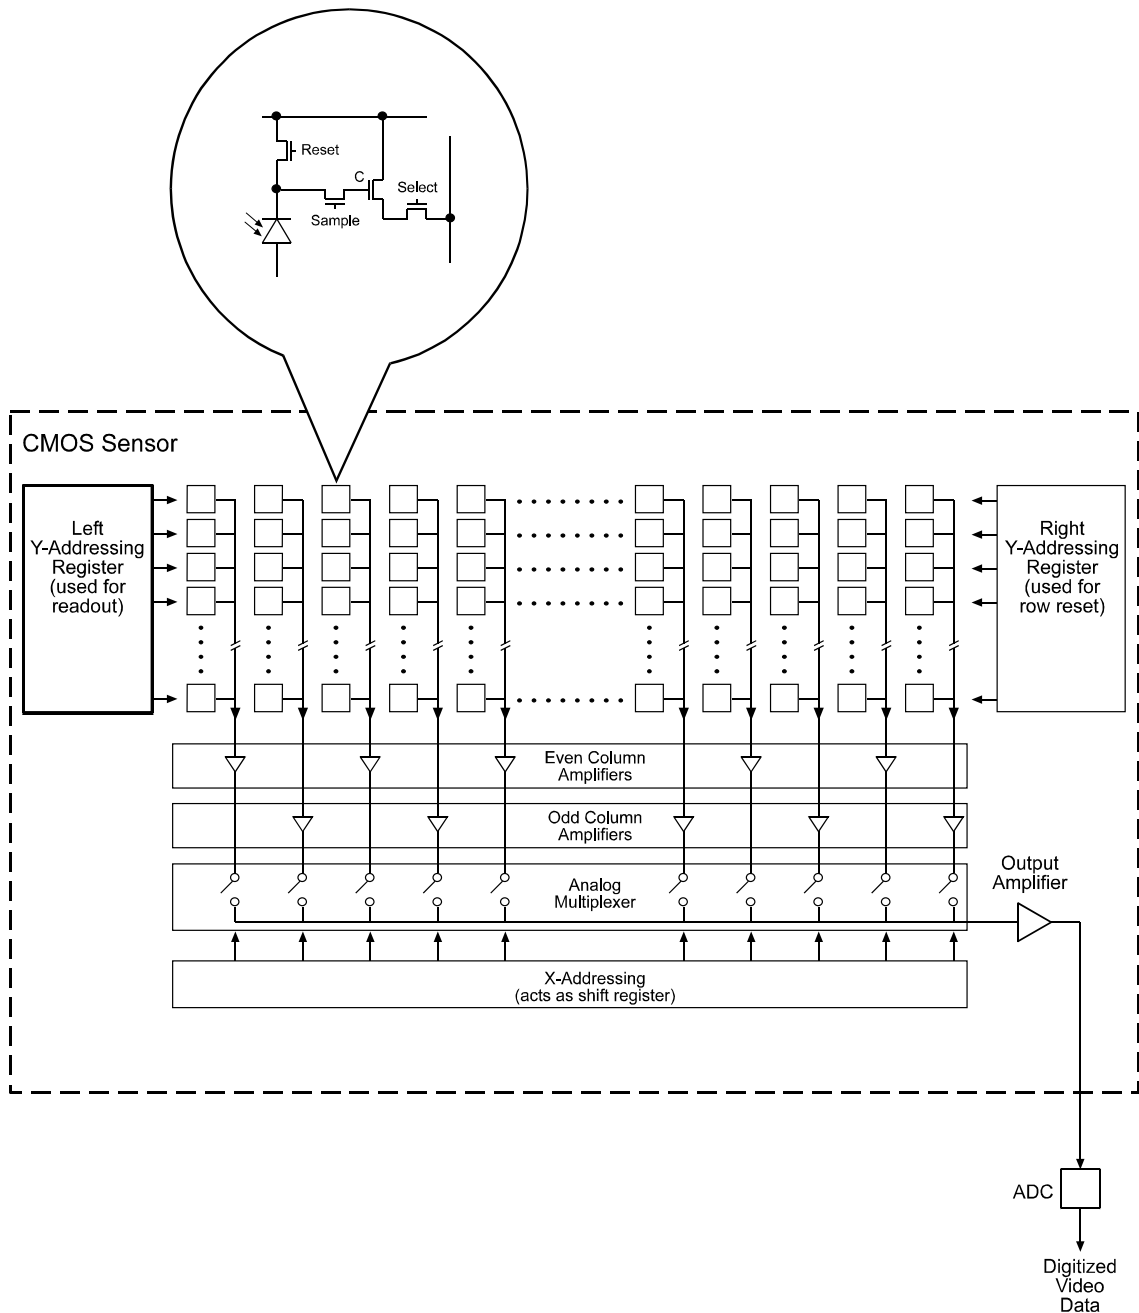 Reset
C
Select
Sample
CMOS Sensor
Left
Y-Addressing
Register
(used for
readout)
Right
Y-Addressing
Register
(used for
row reset)
Even Column
Amplifiers
Odd Column
Amplifiers
Analog
Multiplexer
Output
Amplifier
X-Addressing
(acts as shift register)
ADC
Digitized
Video
Data